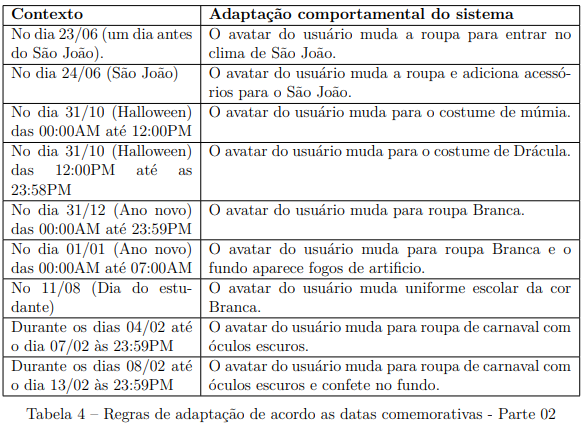 Contexto
Adaptação comportamental do sistema
No dia 23/06 (um dia antes
do São João).
O avatar do usuário muda a roupa para entrar no
clima de São João.
No dia 24/06 (São João)
O avatar do usuário muda a roupa e adiciona acessó-
rios para o São João.
No dia 31/10 (Halloween)
das 00:00AM até 12:00PM
O avatar do usuário muda para o costume de múmia.
No dia 31/10 (Halloween)
das 12:00PM até as
23:58PM
O avatar do usuário muda para o costume de Drácula.
No dia 31/12 (Ano novo)
das 00:00AM até 23:59PM
O avatar do usuário muda para roupa Branca.
No dia 01/01 (Ano novo)
das 00:00AM até 07:00AM
O avatar do usuário muda para roupa Branca e o
fundo aparece fogos de artificio.
No 11/08 (Dia do estu-
dante)
O avatar do usuário muda uniforme escolar da cor
Branca.
Durante os dias 04/02 até
o dia 07/02 às 23:59PM
O avatar do usuário muda para roupa de carnaval com
óculos escuros.
Durante os dias 08/02 até
o dia 13/02 às 23:59PM
O avatar do usuário muda para roupa de carnaval com
óculos escuros e confete no fundo.
Tabela 4 – Regras de adaptação de acordo as datas comemorativas - Parte 02